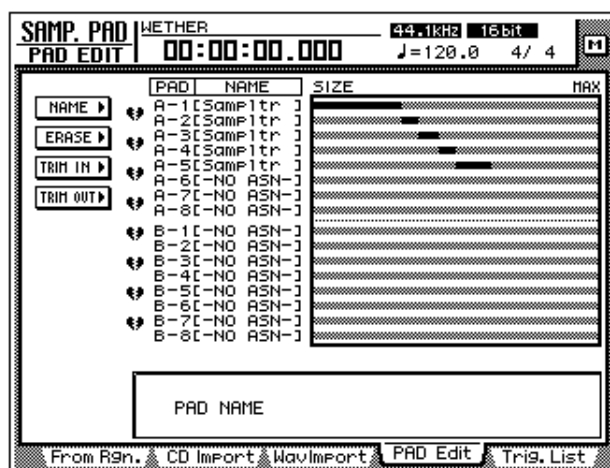 SAMP. PAD
PAD EDIT
WETHER
00:00:00.000
44.1kHz 16bit
♩=120.0 4/ 4
M
NAME
ERASE
TRIM IN
TRIM OUT
PAD NAME SIZE MAX
A-1[Sampltr ]
A-2[Sampltr ]
A-3[Sampltr ]
A-4[Sampltr ]
A-5[Sampltr ]
A-6[-NO ASN-]
A-7[-NO ASN-]
A-8[-NO ASN-]
B-1[-NO ASN-]
B-2[-NO ASN-]
B-3[-NO ASN-]
B-4[-NO ASN-]
B-5[-NO ASN-]
B-6[-NO ASN-]
B-7[-NO ASN-]
B-8[-NO ASN-]
PAD NAME
From Rgn. CD Import WavImport PAD Edit Trig. List